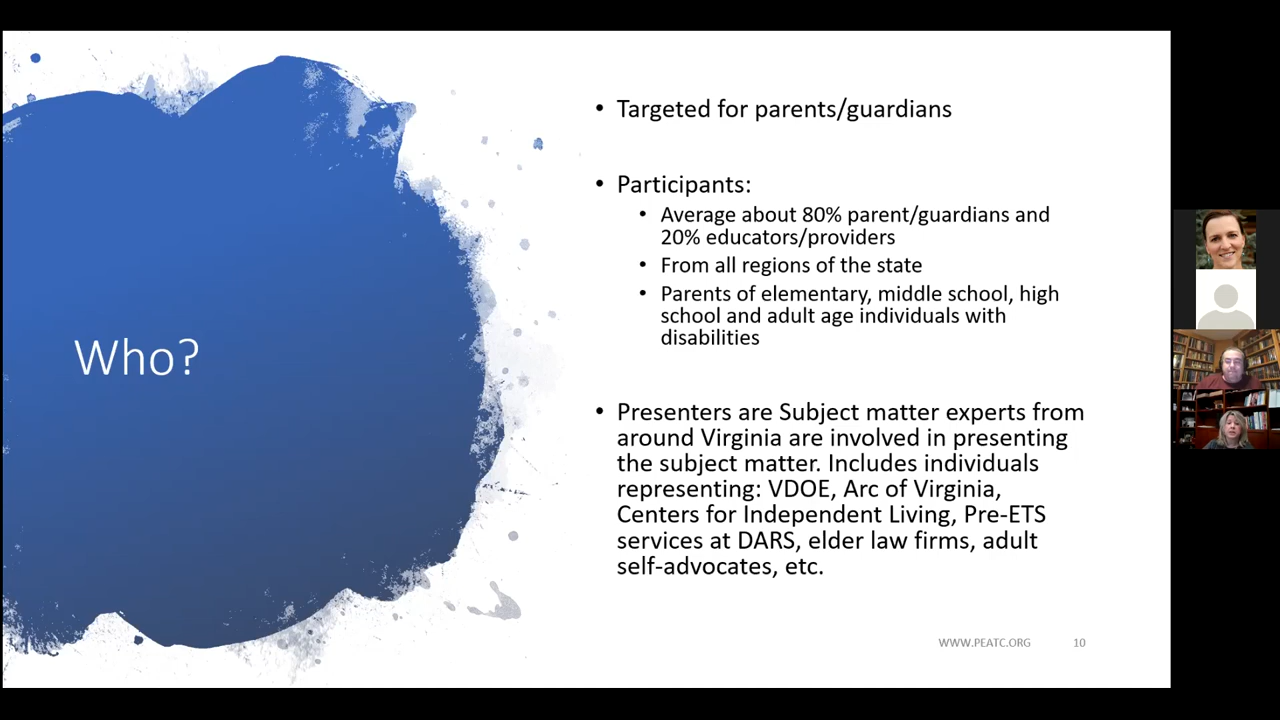 Who?
• Targeted for parents/guardians
• Participants:
• Average about 80% parent/guardians and
20% educators/providers
• From all regions of the state
• Parents of elementary, middle school, high
school and adult age individuals with
disabilities
• Presenters are Subject matter experts from
around Virginia are involved in presenting
the subject matter. Includes individuals
representing: VDOE, Arc of Virginia,
Centers for Independent Living, Pre-ETS
services at DARS, elder law firms, adult
self-advocates, etc.
WWW.PEATC.ORG 10